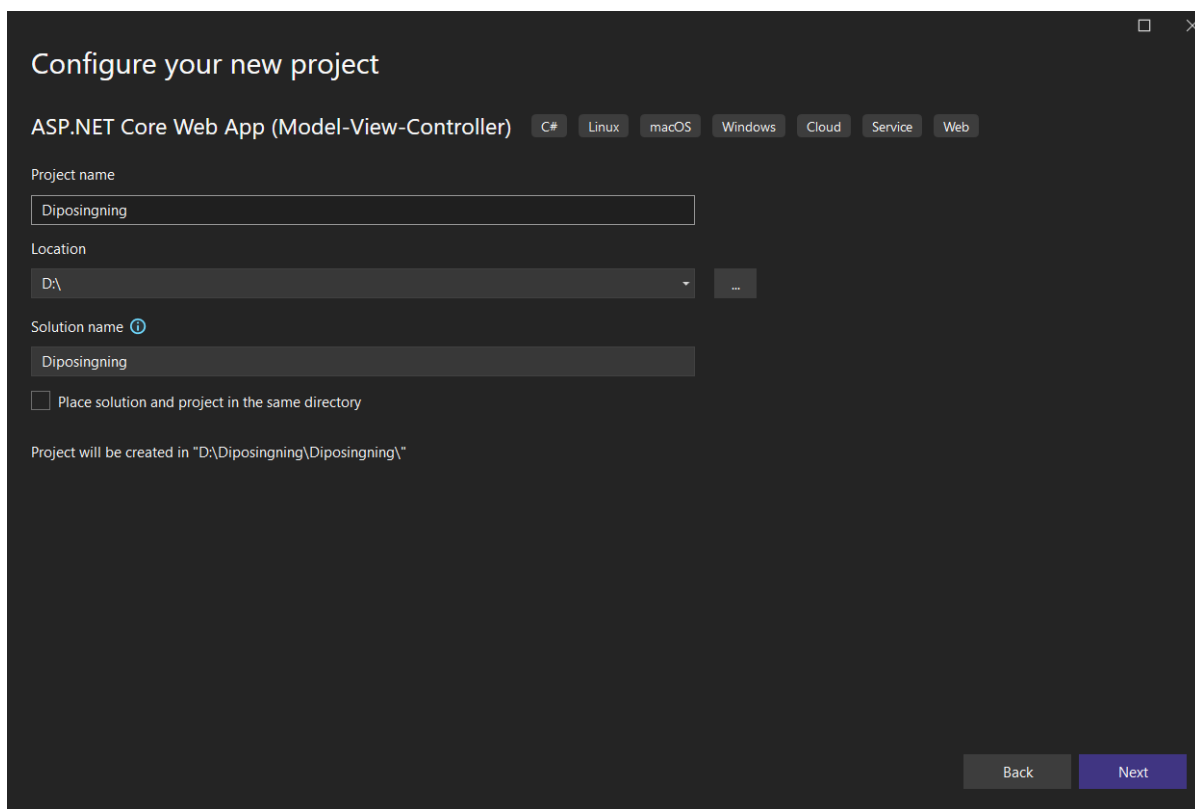 Configure your new project
ASP.NET Core Web App (Model-View-Controller) C# Linux macOS Windows Cloud Service Web
Project name
Diposingning
Location
D:\
...
Solution name
Diposingning
Place solution and project in the same directory
Project will be created in "D:\Diposingning\Diposingning\"
Back Next